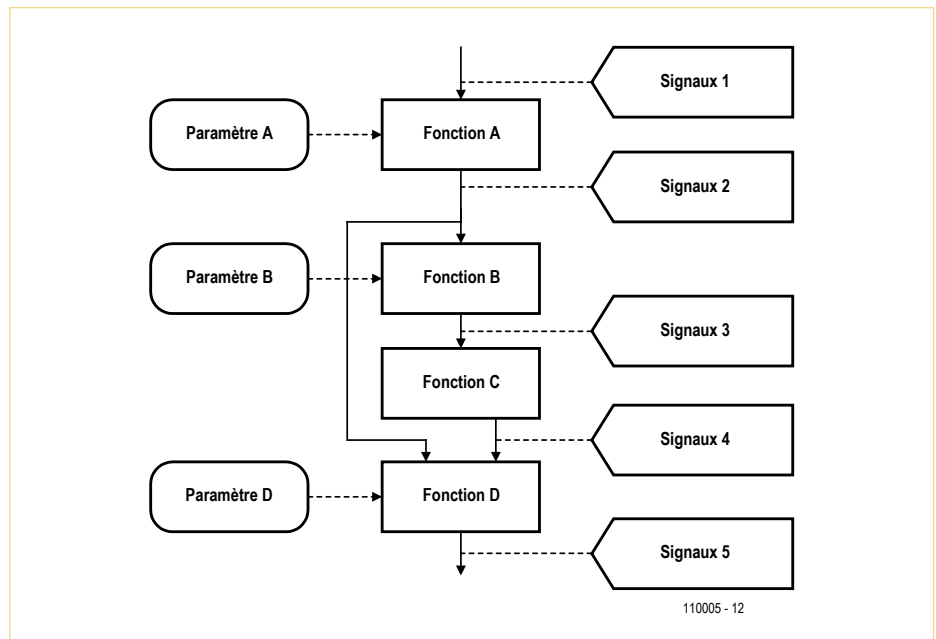 Signaux 1
Paramètre A
Fonction A
Signaux 2
Paramètre B
Fonction B
Signaux 3
Fonction C
Signaux 4
Paramètre D
Fonction D
Signaux 5
110005 - 12